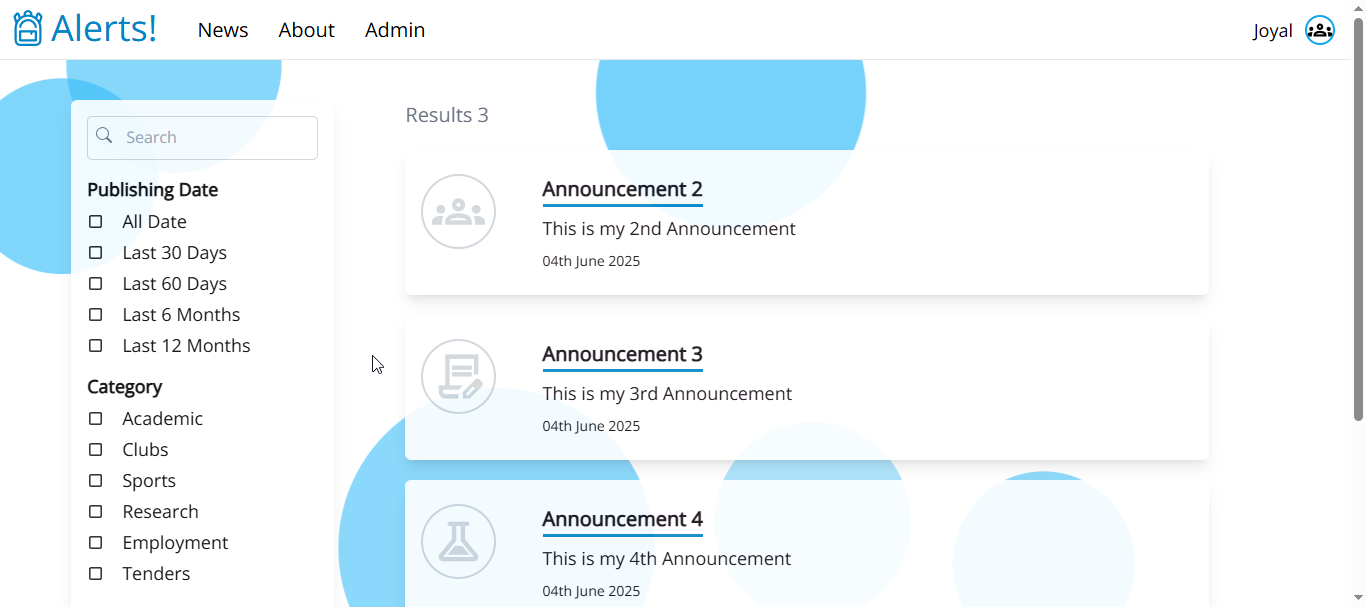 Alerts! News About Admin Joyal
Search
Publishing Date
All Date
Last 30 Days
Last 60 Days
Last 6 Months
Last 12 Months
Category
Academic
Clubs
Sports
Research
Employment
Tenders
Results 3
Announcement 2
This is my 2nd Announcement
04th June 2025
Announcement 3
This is my 3rd Announcement
04th June 2025
Announcement 4
This is my 4th Announcement
04th June 2025